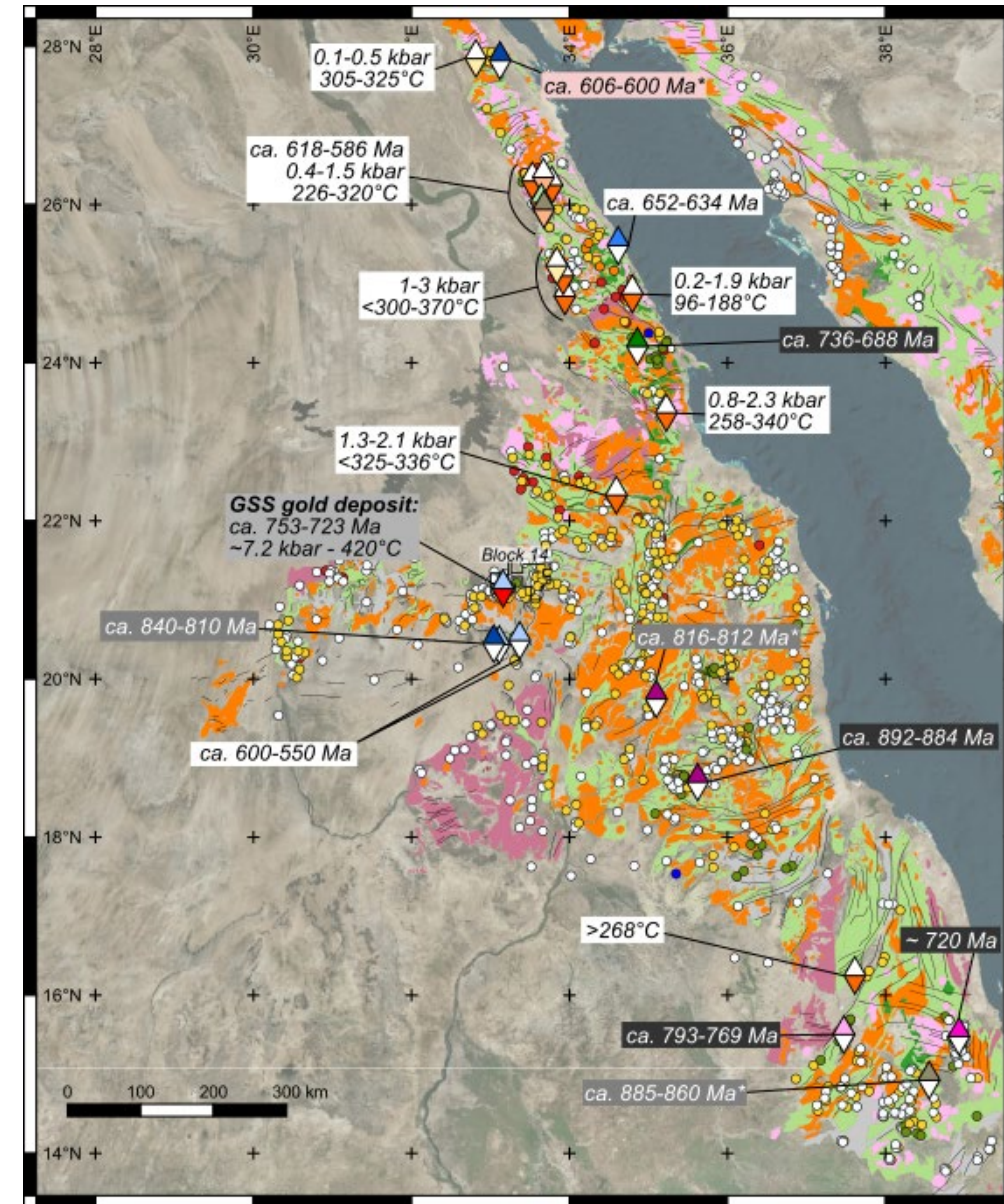 28°N
28°E
30°E
°E
34°E
36°E
38°E
0.1-0.5 kbar
305-325°C
ca. 606-600 Ma*
ca. 618-586 Ma
0.4-1.5 kbar
226-320°C
26°N
ca. 652-634 Ma
1-3 kbar
<300-370°C
0.2-1.9 kbar
96-188°C
ca. 736-688 Ma
24°N
0.8-2.3 kbar
258-340°C
1.3-2.1 kbar
<325-336°C
22°N
GSS gold deposit:
ca. 753-723 Ma
~7.2 kbar - 420°C
Block 14
ca. 840-810 Ma
ca. 816-812 Ma*
20°N
ca. 600-550 Ma
ca. 892-884 Ma
18°N
>268°C
~ 720 Ma
16°N
ca. 793-769 Ma
0 100 200 300 km
ca. 885-860 Ma*
14°N